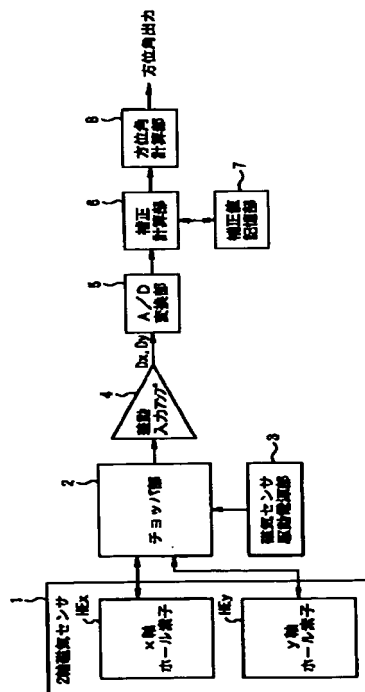 1
2軸磁気センサ
HEx
x軸
ホール素子
HEy
y軸
ホール素子
2
チョッパ部
3
磁気センサ
駆動電源部
4
差動
入力アンプ
Dx,Dy
5
A/D
変換部
6
補正
計算部
7
補正値
記憶部
8
方位角
計算部
方位角出力